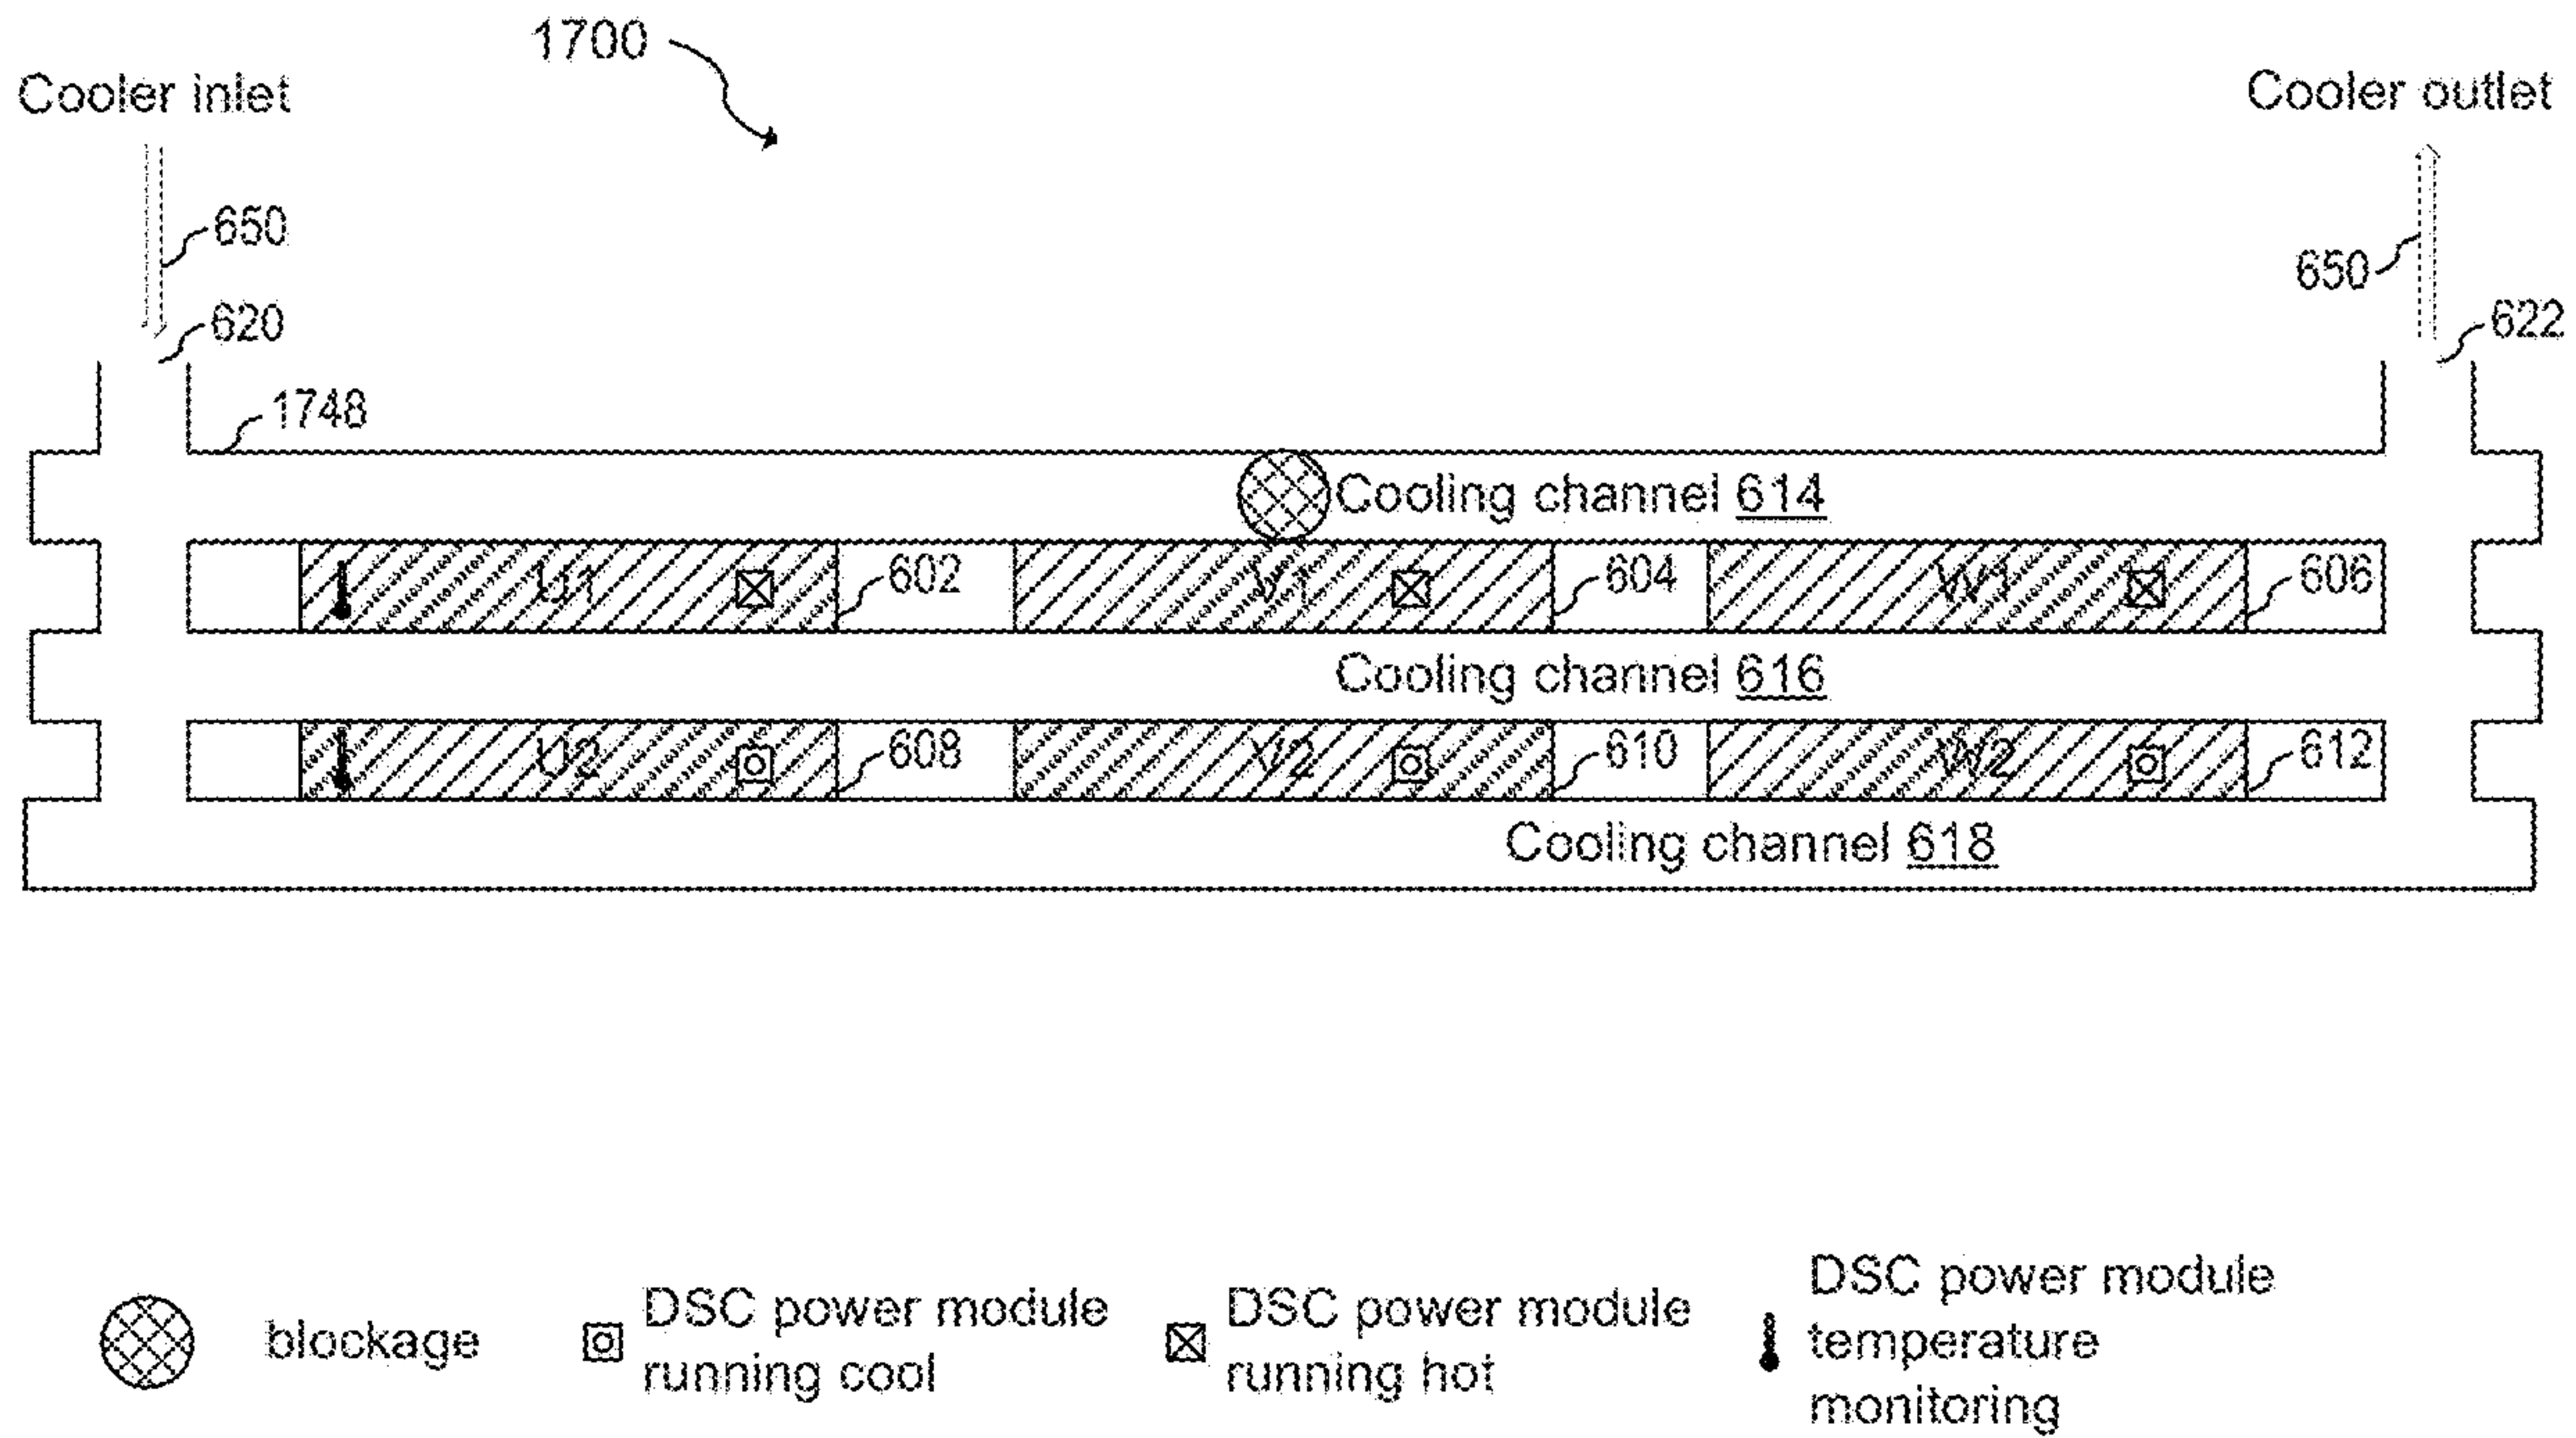 1700
Cooler inlet
Cooler outlet
650
650
620
622
1748
Cooling channel 614
U1
602
V1
604
W1
606
Cooling channel 616
U2
608
V2
610
W2
612
Cooling channel 618
blockage
DSC power module
running cool
DSC power module
running hot
DSC power module
temperature
monitoring